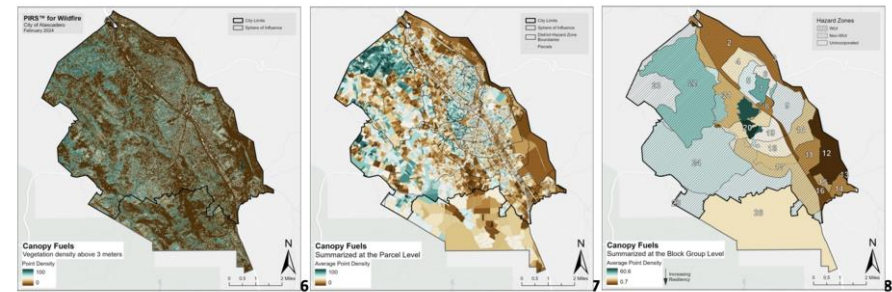 PIRS™ for Wildfire
City of Atascadero
February 2024
City Limits
Sphere of Influence
Canopy Fuels
Vegetation density above 3 meters
Point Density
100
0
N
0 0.5 1 2 Miles
6
City Limits
Sphere of Influence
District-Hazard Zone
Boundaries
Parcels
Canopy Fuels
Summarized at the Parcel Level
Average Point Density
100
0
N
0 0.5 1 2 Miles
7
Hazard Zones
WUI
Non-WUI
Unincorporated
2
4
5
9
12
11
16
18
20
22
23
24
26
Canopy Fuels
Summarized at the Block Group Level
Average Point Density
60.6
0.7
Increasing
Resiliency
N
0 0.5 1 2 Miles
8